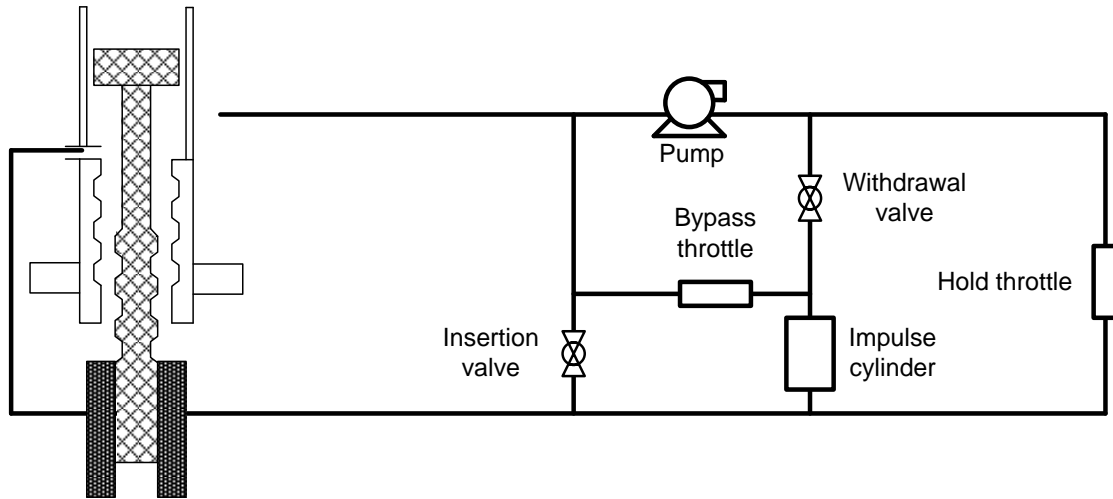 Pump
Withdrawal
valve
Bypass
throttle
Hold throttle
Insertion
valve
Impulse
cylinder